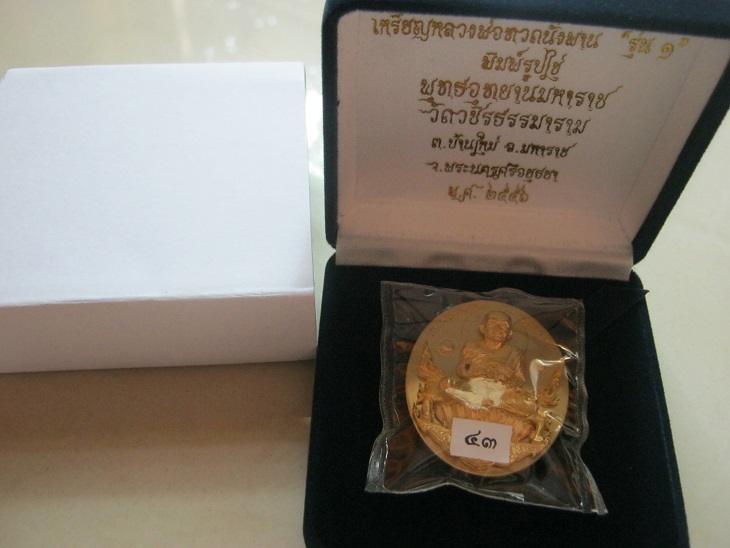 เหรียญหลวงพ่อทวดนั่งพาน "รุ่น ๑"
พิมพ์รูปไข่
พุทธอุทยานมหาราช
วัดวชิรธรรมาราม
ต.บ้านใหม่ อ.มหาราช
จ.พระนครศรีอยุธยา
พ.ศ. ๒๕๕๖
๔๓